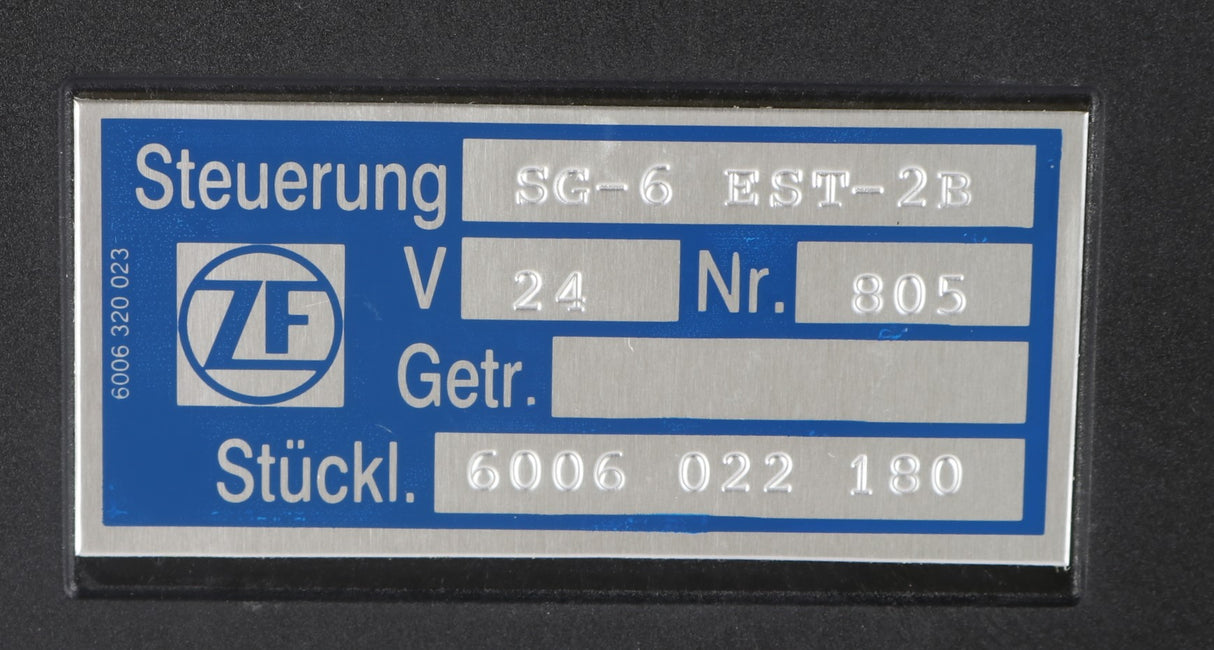 Steuerung SG-6 EST-2B
V 24 Nr. 805
ZF
6006 320 023
Getr.
Stückl. 6006 022 180